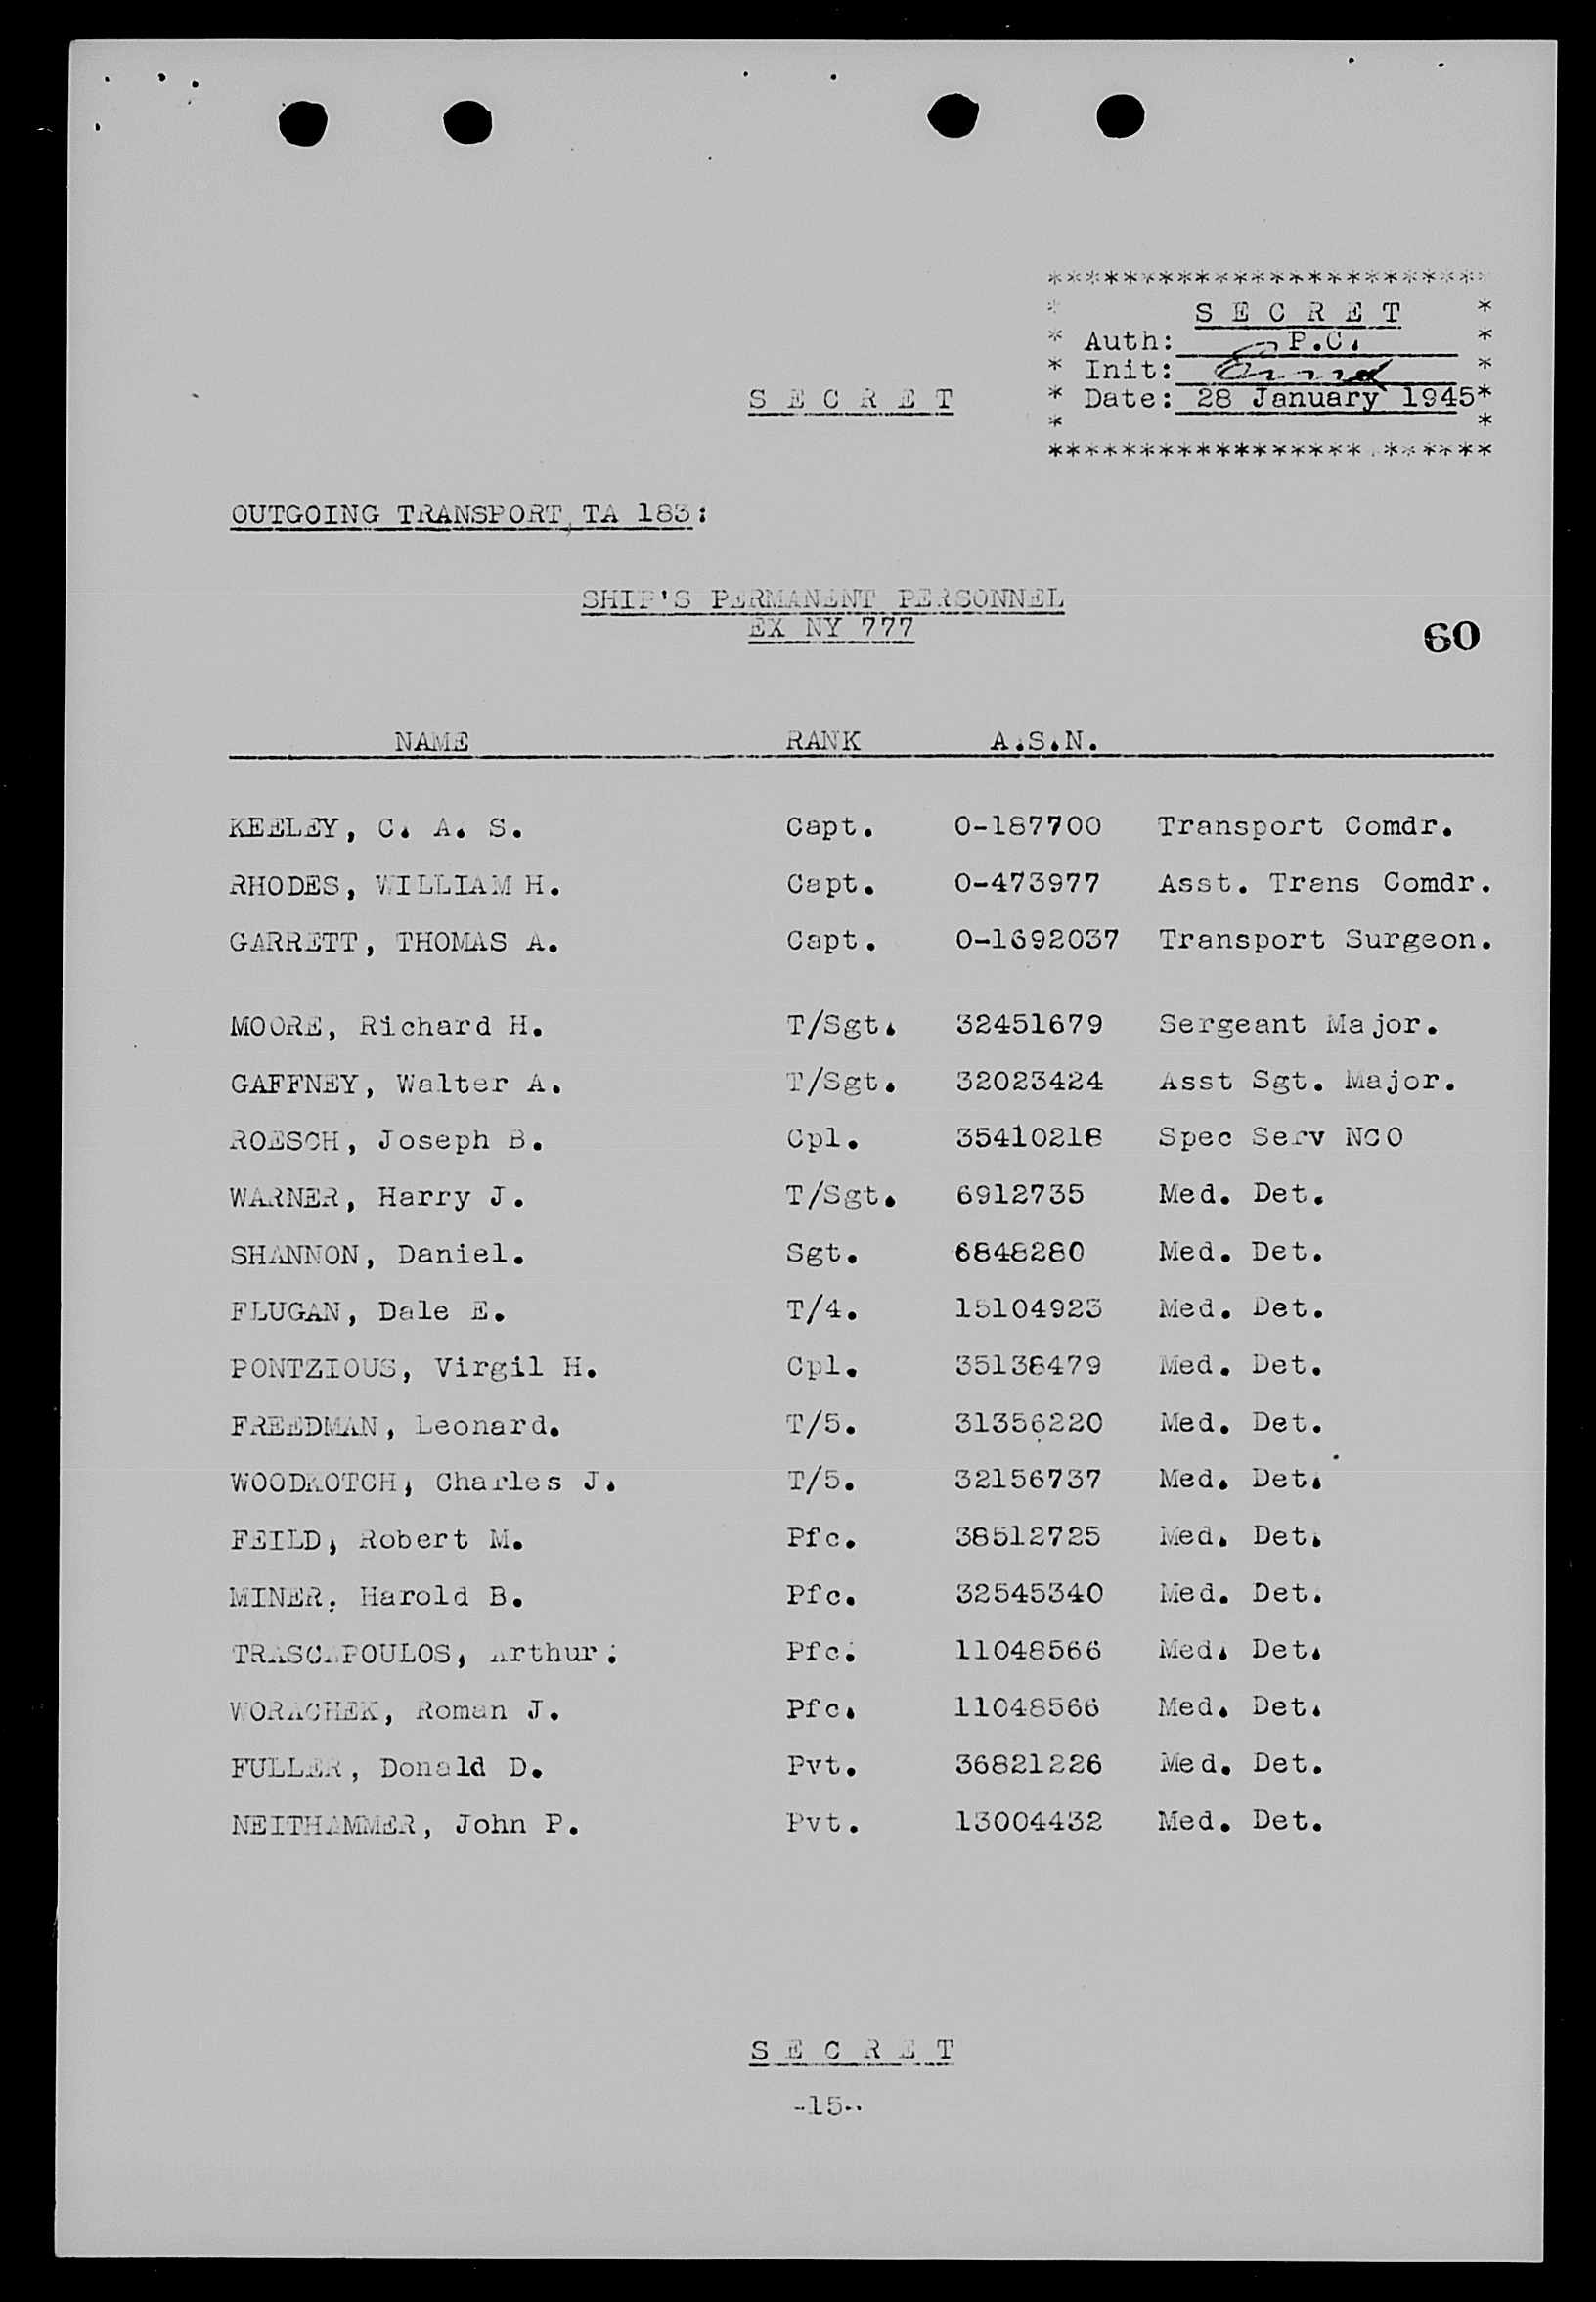 ************************
* S E C R E T *
* Auth: P.C. *
* Init: *
S E C R E T
* Date: 28 January 1945*
* *
************************
OUTGOING TRANSPORT, TA 183:
SHIP'S PERMANENT PERSONNEL
EX NY 777
60
NAME RANK A.S.N.
KEELEY, C. A. S. Capt. O-187700 Transport Comdr.
RHODES, WILLIAM H. Capt. O-473977 Asst. Trans Comdr.
GARRETT, THOMAS A. Capt. O-1692037 Transport Surgeon.
MOORE, Richard H. T/Sgt. 32451679 Sergeant Major.
GAFFNEY, Walter A. T/Sgt. 32023424 Asst Sgt. Major.
ROESCH, Joseph B. Cpl. 35410218 Spec Serv NCO
WARNER, Harry J. T/Sgt. 6912735 Med. Det.
SHANNON, Daniel. Sgt. 6848280 Med. Det.
FLUGAN, Dale E. T/4. 15104923 Med. Det.
PONTZIOUS, Virgil H. Cpl. 35138479 Med. Det.
FREEDMAN, Leonard. T/5. 31356220 Med. Det.
WOODKOTCH, Charles J. T/5. 32156737 Med. Det.
FEILD, Robert M. Pfc. 38512725 Med. Det.
MINER, Harold B. Pfc. 32545340 Med. Det.
TRASCAPOULOS, Arthur. Pfc. 11048566 Med. Det.
WORACHEK, Roman J. Pfc. 11048566 Med. Det.
FULLER, Donald D. Pvt. 36821226 Med. Det.
NEITHAMMER, John P. Pvt. 13004432 Med. Det.
S E C R E T
-15-